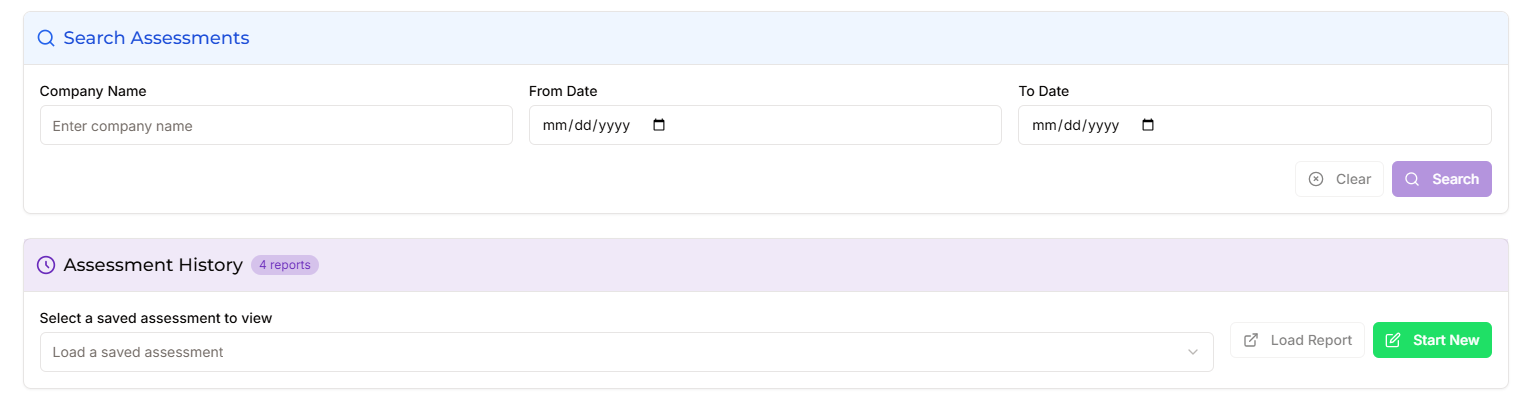 Search Assessments
Company Name From Date To Date
Enter company name mm/dd/yyyy mm/dd/yyyy
Clear Search
Assessment History 4 reports
Select a saved assessment to view
Load a saved assessment Load Report Start New